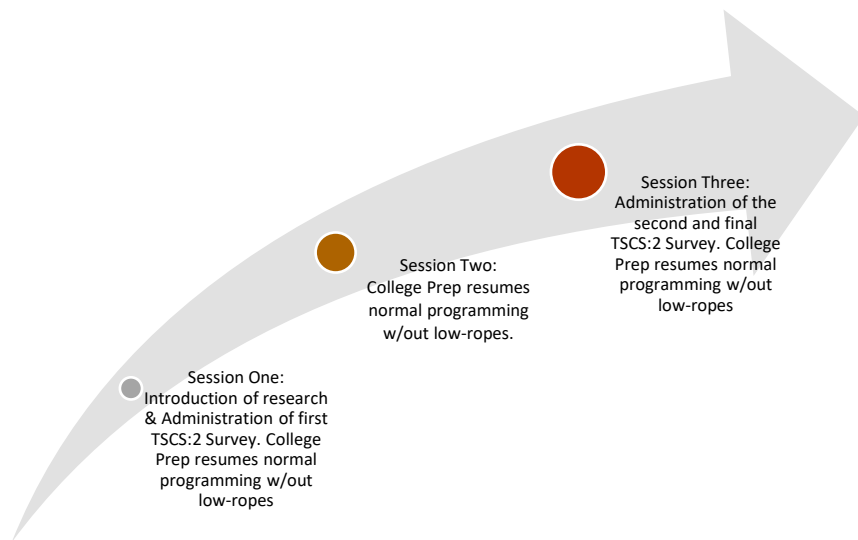 Session One:
Introduction of research
& Administration of first
TSCS:2 Survey. College
Prep resumes normal
programming w/out
low-ropes
Session Two:
College Prep resumes
normal programming
w/out low-ropes.
Session Three:
Administration of the
second and final
TSCS:2 Survey. College
Prep resumes normal
programming w/out
low-ropes